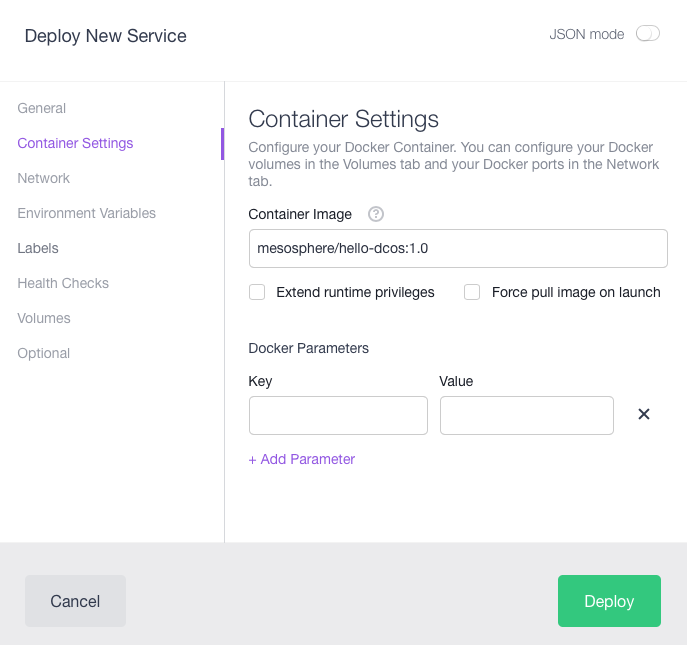 Deploy New Service
JSON mode
General
Container Settings
Network
Environment Variables
Labels
Health Checks
Volumes
Optional
Container Settings
Configure your Docker Container. You can configure your Docker
volumes in the Volumes tab and your Docker ports in the Network
tab.
Container Image ?
mesosphere/hello-dcos:1.0
Extend runtime privileges Force pull image on launch
Docker Parameters
Key Value
+ Add Parameter
Cancel
Deploy